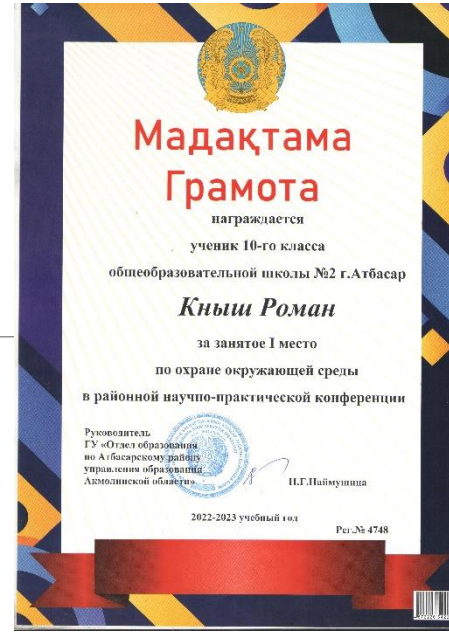 Мадақтама
Грамота
награждается
ученик 10-го класса
общеобразовательной школы №2 г.Атбасар
Кныш Роман
за занятое I место
по охране окружающей среды
в районной научно-практической конференции
Руководитель
ГУ «Отдел образования
по Атбасарскому району
управления образования
Акмолинской области»
Н.Г.Наймушина
2022-2023 учебный год
Рег.№ 4748